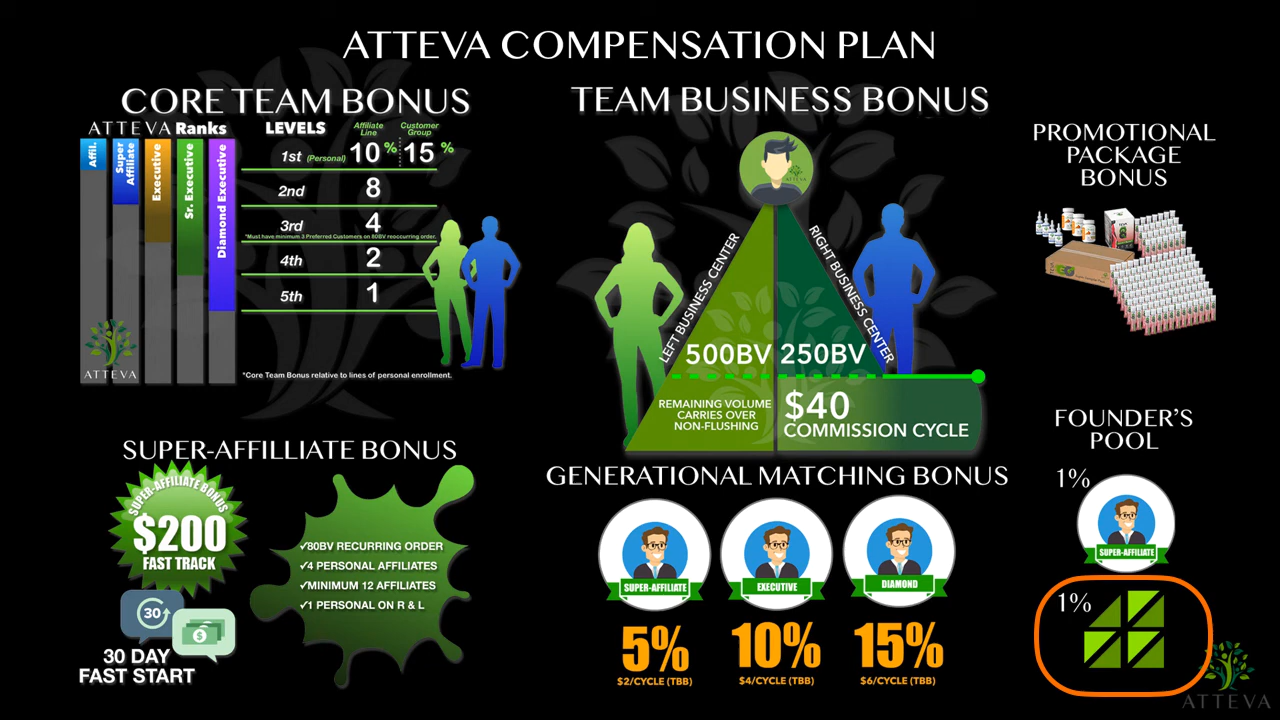 ATTEVA COMPENSATION PLAN
CORE TEAM BONUS
ATTEVA Ranks
LEVELS
Affiliate Line
Customer Group
Affil.
Super Affiliate
Executive
Sr. Executive
Diamond Executive
1st (Personal) 10% 15%
2nd 8
3rd 4
*Must have minimum 3 Preferred Customers on 80BV reoccurring order.
4th 2
5th 1
ATTEVA
*Core Team Bonus relative to lines of personal enrollment.
TEAM BUSINESS BONUS
LEFT BUSINESS CENTER
RIGHT BUSINESS CENTER
500BV 250BV
REMAINING VOLUME
CARRIES OVER
NON-FLUSHING
$40
COMMISSION CYCLE
PROMOTIONAL
PACKAGE
BONUS
SUPER-AFFILLIATE BONUS
SUPER-AFFILIATE BONUS
$200
FAST TRACK
30
$
30 DAY
FAST START
✓80BV RECURRING ORDER
✓4 PERSONAL AFFILIATES
✓MINIMUM 12 AFFILIATES
✓1 PERSONAL ON R & L
GENERATIONAL MATCHING BONUS
SUPER-AFFILIATE
EXECUTIVE
DIAMOND
5% 10% 15%
$2/CYCLE (TBB) $4/CYCLE (TBB) $6/CYCLE (TBB)
FOUNDER'S
POOL
1%
SUPER-AFFILIATE
1%
ATTEVA